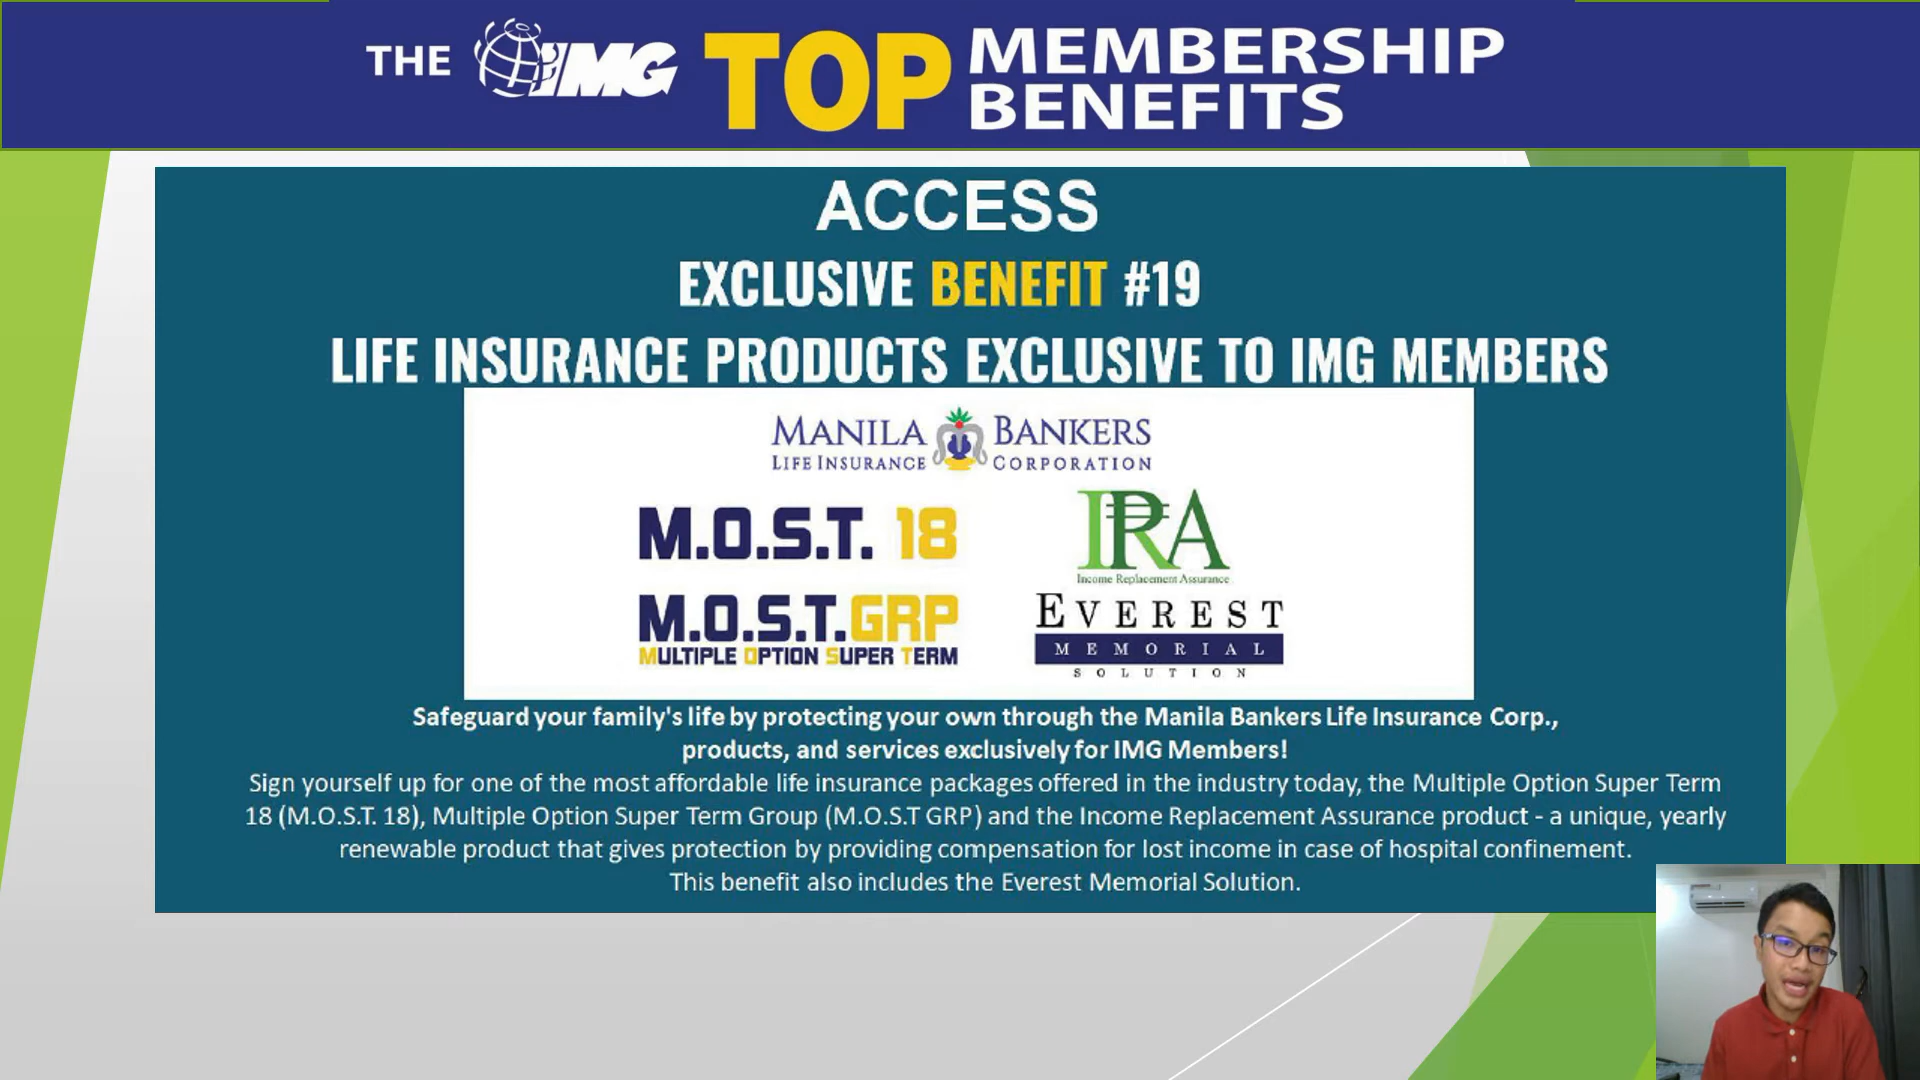 THE IMG TOP MEMBERSHIP
BENEFITS
ACCESS
EXCLUSIVE BENEFIT #19
LIFE INSURANCE PRODUCTS EXCLUSIVE TO IMG MEMBERS
MANILA BANKERS
LIFE INSURANCE CORPORATION
M.O.S.T. 18
IRA
Income Replacement Assurance
M.O.S.T.GRP
MULTIPLE OPTION SUPER TERM
EVEREST
MEMORIAL
SOLUTION
Safeguard your family's life by protecting your own through the Manila Bankers Life Insurance Corp.,
products, and services exclusively for IMG Members!
Sign yourself up for one of the most affordable life insurance packages offered in the industry today, the Multiple Option Super Term
18 (M.O.S.T. 18), Multiple Option Super Term Group (M.O.S.T GRP) and the Income Replacement Assurance product - a unique, yearly
renewable product that gives protection by providing compensation for lost income in case of hospital confinement.
This benefit also includes the Everest Memorial Solution.